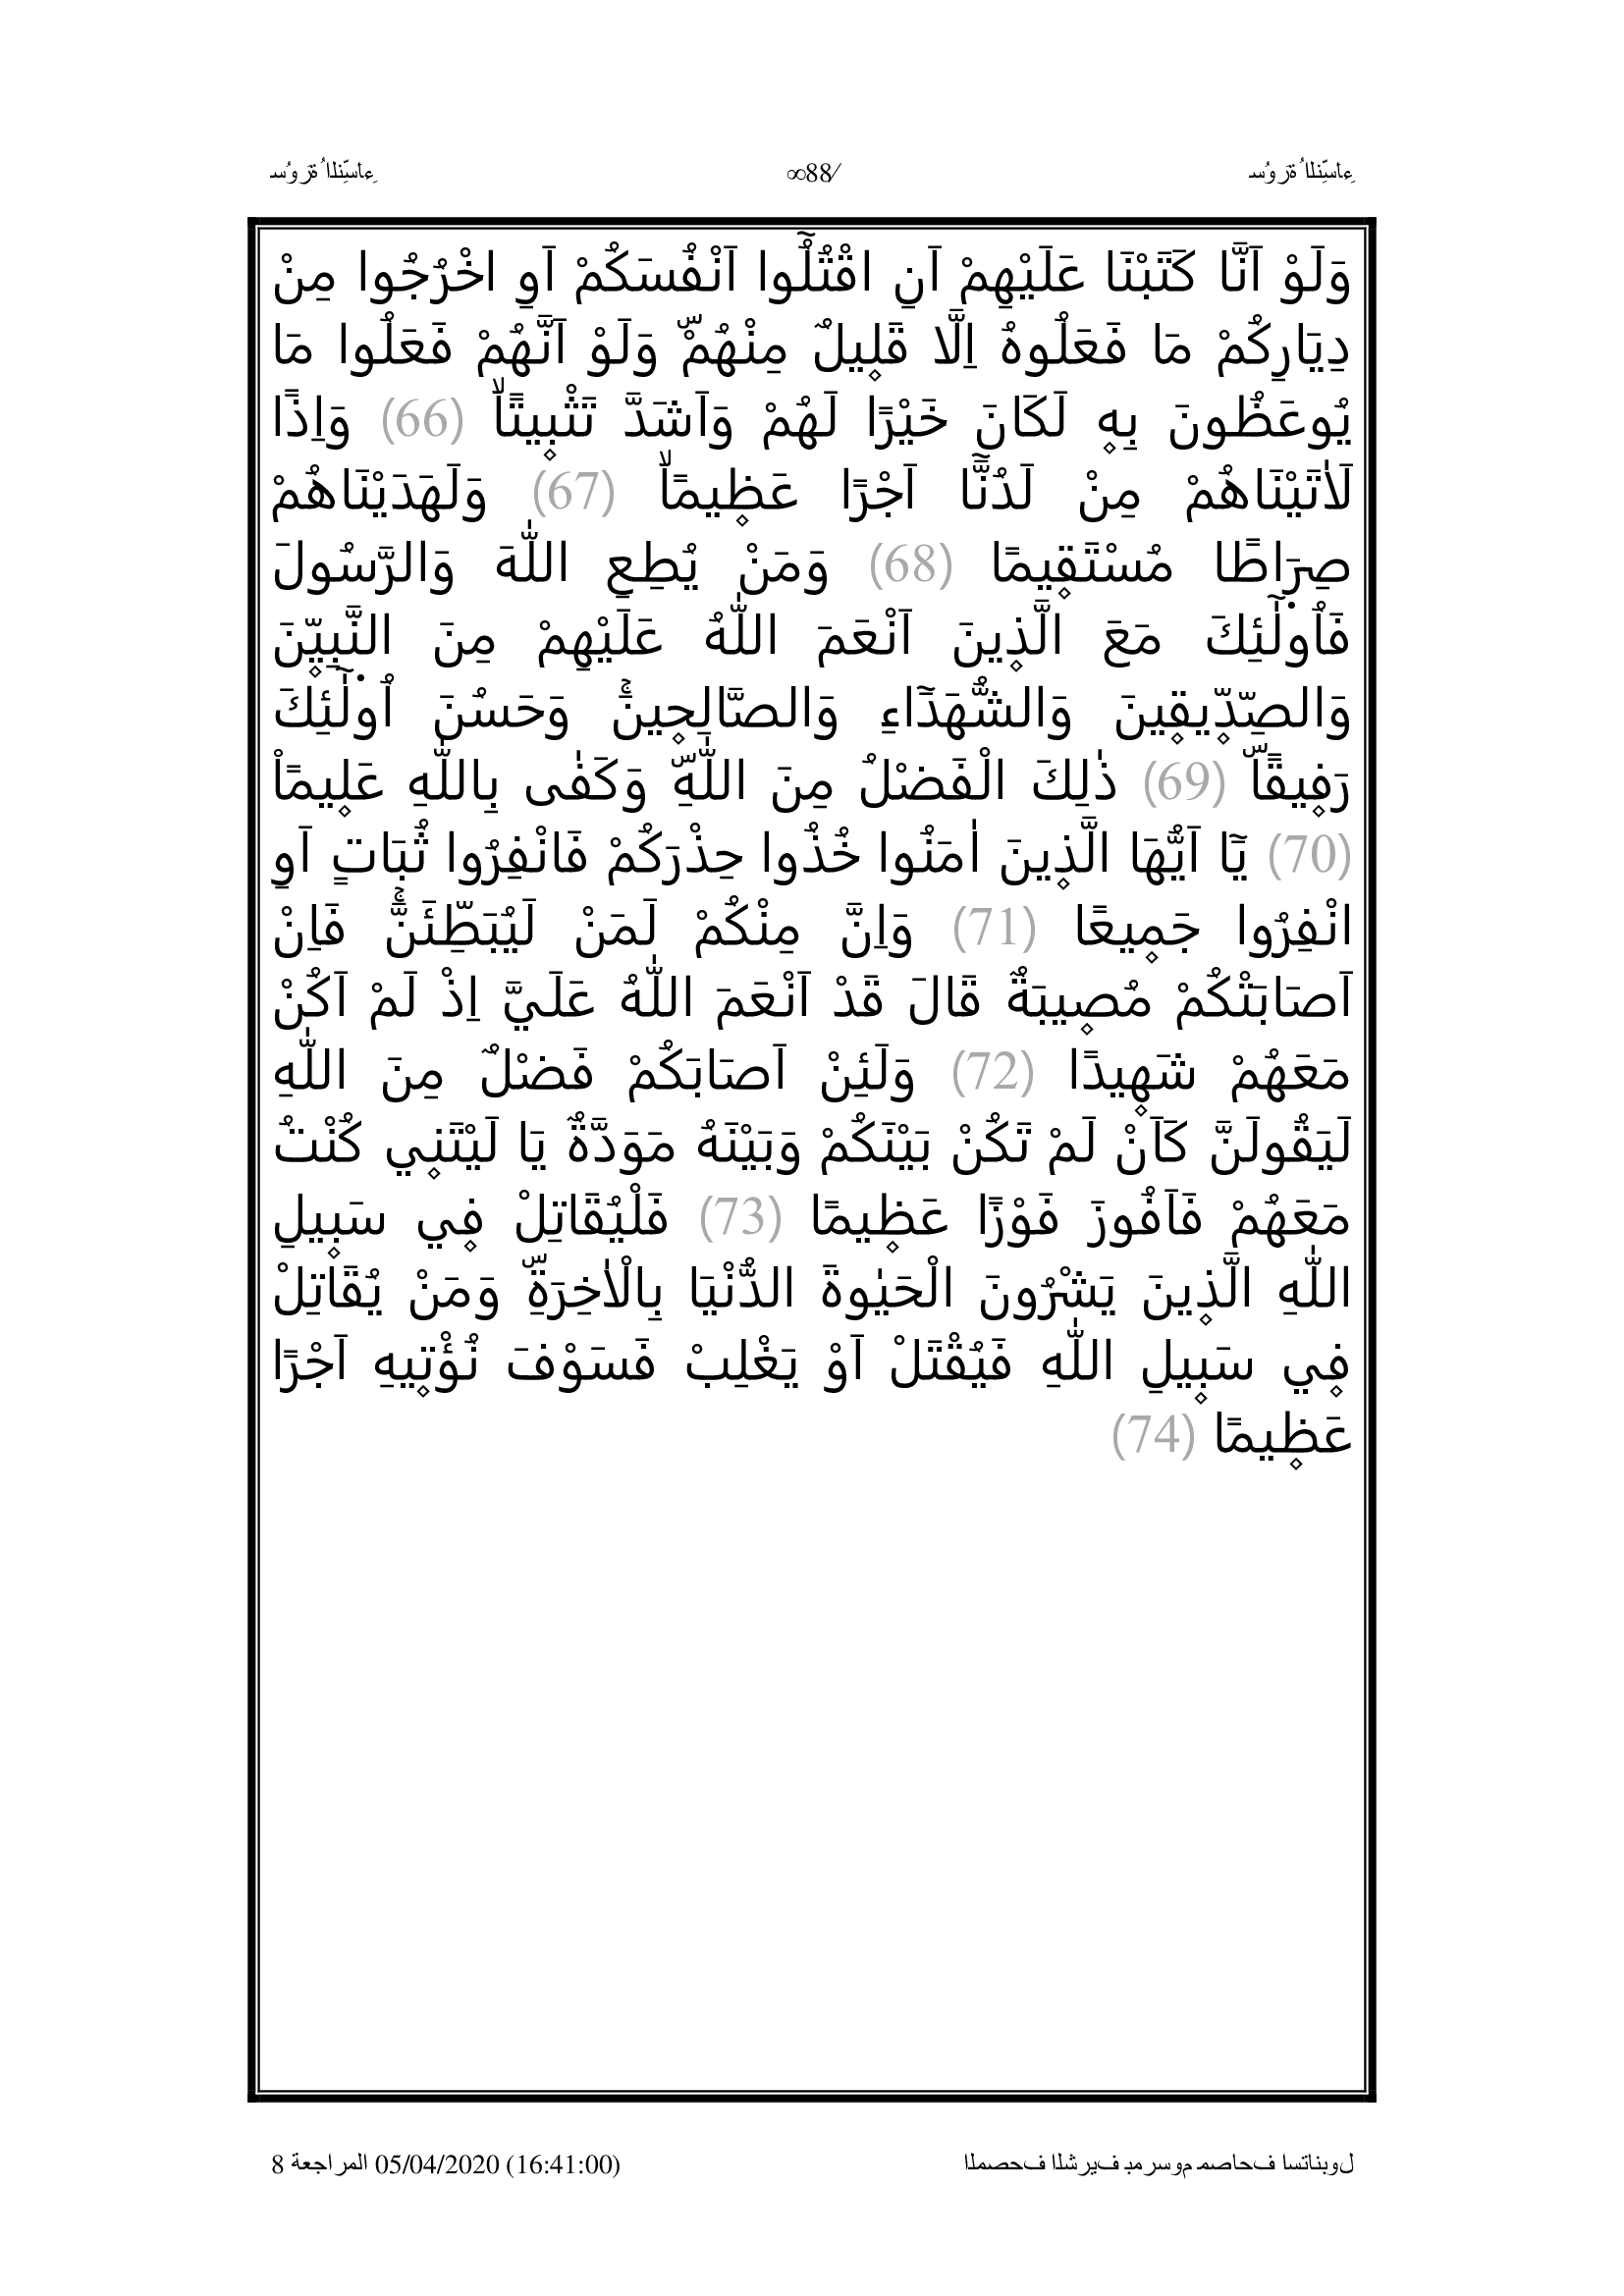 سُورَةُ النِّسَاءِ ∞88/ سُورَةُ النِّسَاءِ
وَلَوْ اَنَّا كَتَبْنَا عَلَيْهِمْ اَنِ اقْتُلُٓوا اَنْفُسَكُمْ اَوِ اخْرُجُوا مِنْ
دِيَارِكُمْ مَا فَعَلُوهُ اِلَّا قَل۪يلٌ مِنْهُمْۜ وَلَوْ اَنَّهُمْ فَعَلُوا مَا
يُوعَظُونَ بِه۪ لَكَانَ خَيْرًا لَهُمْ وَاَشَدَّ تَثْب۪يتًاۙ (66) وَاِذًا
لَاٰتَيْنَاهُمْ مِنْ لَدُنَّٓا اَجْرًا عَظ۪يمًاۙ (67) وَلَهَدَيْنَاهُمْ
صِرَاطًا مُسْتَق۪يمًا (68) وَمَنْ يُطِعِ اللّٰهَ وَالرَّسُولَ
فَاُو۬لٰٓئِكَ مَعَ الَّذ۪ينَ اَنْعَمَ اللّٰهُ عَلَيْهِمْ مِنَ النَّبِيّ۪نَ
وَالصِّدّ۪يق۪ينَ وَالشُّهَدَٓاءِ وَالصَّالِح۪ينَۚ وَحَسُنَ اُو۬لٰٓئِكَ
رَف۪يقًاۜ (69) ذٰلِكَ الْفَضْلُ مِنَ اللّٰهِۜ وَكَفٰى بِاللّٰهِ عَل۪يمًا۟
(70) يَٓا اَيُّهَا الَّذ۪ينَ اٰمَنُوا خُذُوا حِذْرَكُمْ فَانْفِرُوا ثُبَاتٍ اَوِ
انْفِرُوا جَم۪يعًا (71) وَاِنَّ مِنْكُمْ لَمَنْ لَيُبَطِّئَنَّۚ فَاِنْ
اَصَابَتْكُمْ مُص۪يبَةٌ قَالَ قَدْ اَنْعَمَ اللّٰهُ عَلَيَّ اِذْ لَمْ اَكُنْ
مَعَهُمْ شَه۪يدًا (72) وَلَئِنْ اَصَابَكُمْ فَضْلٌ مِنَ اللّٰهِ
لَيَقُولَنَّ كَاَنْ لَمْ تَكُنْ بَيْنَكُمْ وَبَيْنَهُ مَوَدَّةٌ يَا لَيْتَن۪ي كُنْتُ
مَعَهُمْ فَاَفُوزَ فَوْزًا عَظ۪يمًا (73) فَلْيُقَاتِلْ ف۪ي سَب۪يلِ
اللّٰهِ الَّذ۪ينَ يَشْرُونَ الْحَيٰوةَ الدُّنْيَا بِالْاٰخِرَةِۜ وَمَنْ يُقَاتِلْ
ف۪ي سَب۪يلِ اللّٰهِ فَيُقْتَلْ اَوْ يَغْلِبْ فَسَوْفَ نُؤْت۪يهِ اَجْرًا
عَظ۪يمًا (74)
المصحف الشريف بمرسوم مصاحف استانبول 05/04/2020 (16:41:00) المراجعة 8